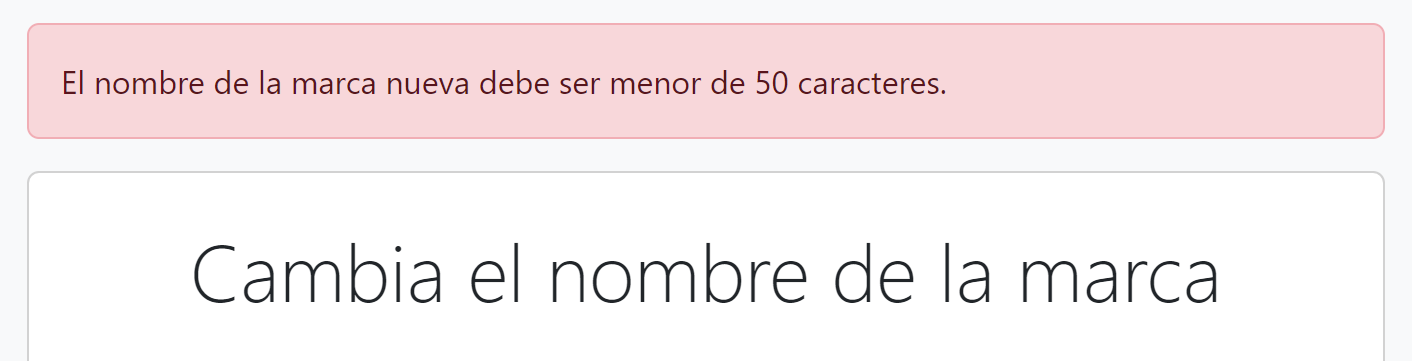 El nombre de la marca nueva debe ser menor de 50 caracteres.
Cambia el nombre de la marca